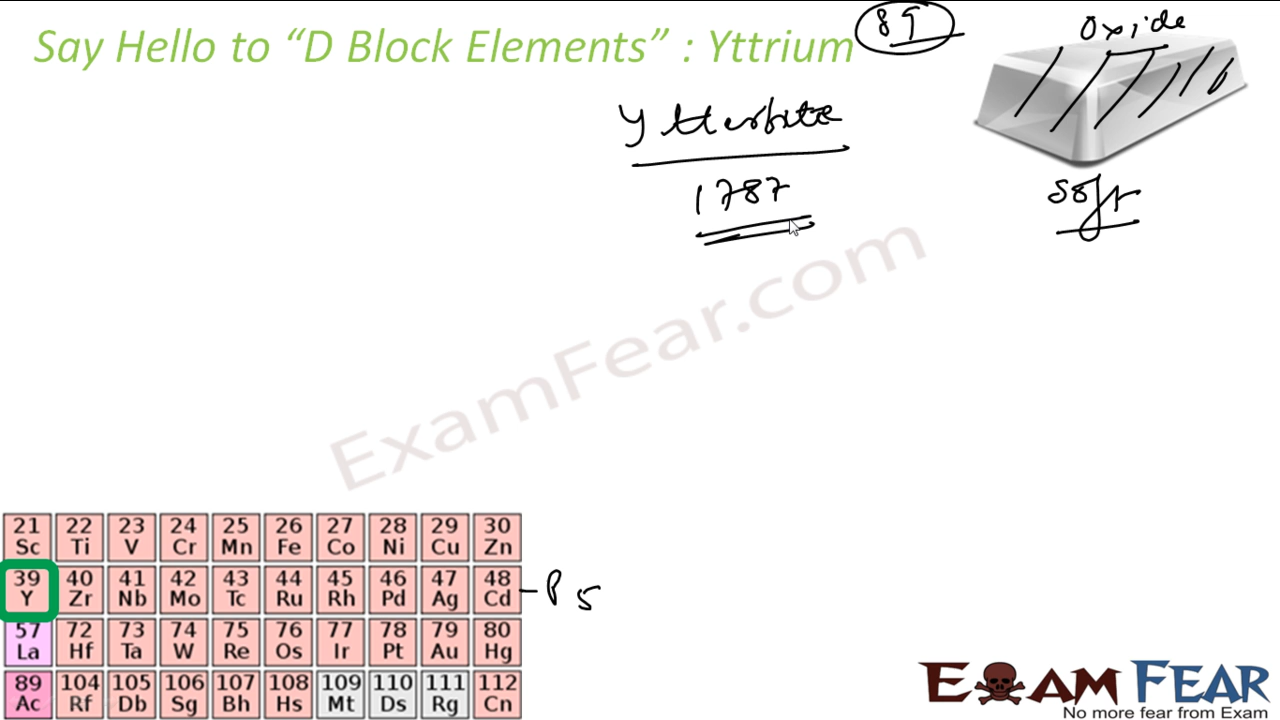 Say Hello to “D Block Elements” : Yttrium
89
Oxide
Ytterbite
1787
Soft
ExamFear.com
21 22 23 24 25 26 27 28 29 30
Sc Ti V Cr Mn Fe Co Ni Cu Zn
39 40 41 42 43 44 45 46 47 48
Y Zr Nb Mo Tc Ru Rh Pd Ag Cd
- P 5
57 72 73 74 75 76 77 78 79 80
La Hf Ta W Re Os Ir Pt Au Hg
89 104 105 106 107 108 109 110 111 112
Ac Rf Db Sg Bh Hs Mt Ds Rg Cn
EXAM FEAR
No more fear from Exam